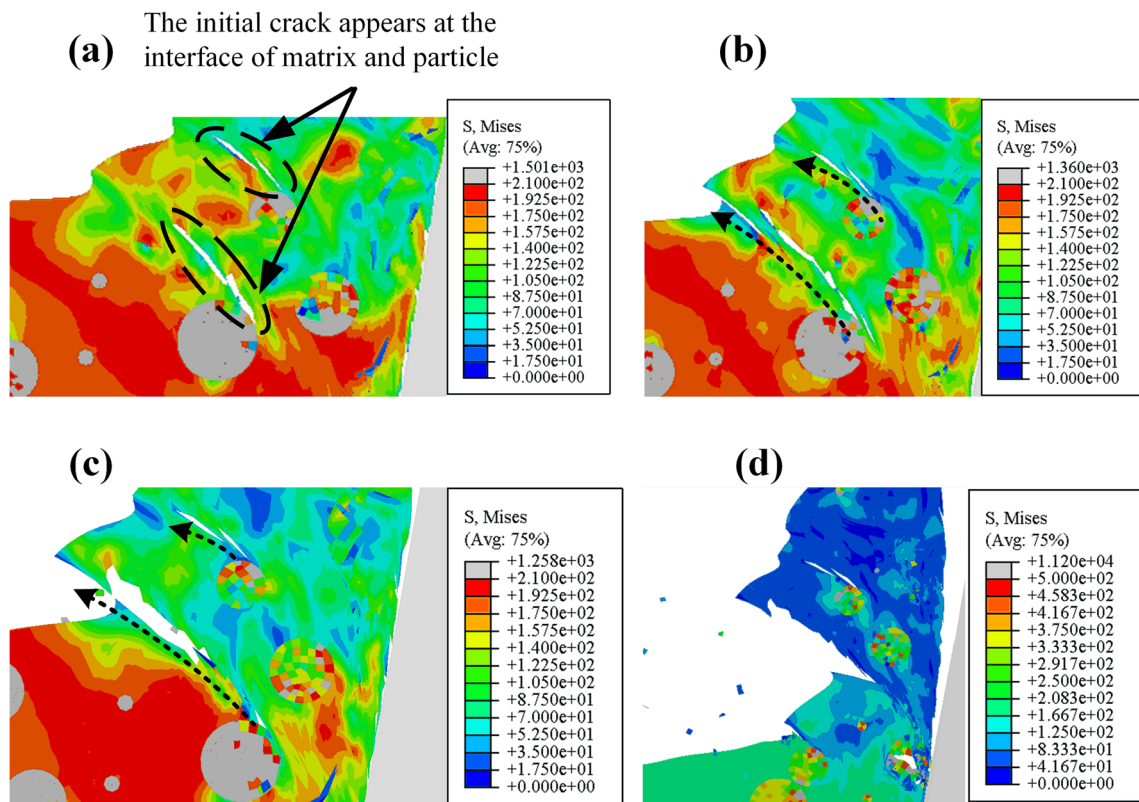 (a)
The initial crack appears at the
interface of matrix and particle
S, Mises
(Avg: 75%)
+1.501e+03
+2.100e+02
+1.925e+02
+1.750e+02
+1.575e+02
+1.400e+02
+1.225e+02
+1.050e+02
+8.750e+01
+7.000e+01
+5.250e+01
+3.500e+01
+1.750e+01
+0.000e+00
(b)
S, Mises
(Avg: 75%)
+1.360e+03
+2.100e+02
+1.925e+02
+1.750e+02
+1.575e+02
+1.400e+02
+1.225e+02
+1.050e+02
+8.750e+01
+7.000e+01
+5.250e+01
+3.500e+01
+1.750e+01
+0.000e+00
(c)
S, Mises
(Avg: 75%)
+1.258e+03
+2.100e+02
+1.925e+02
+1.750e+02
+1.575e+02
+1.400e+02
+1.225e+02
+1.050e+02
+8.750e+01
+7.000e+01
+5.250e+01
+3.500e+01
+1.750e+01
+0.000e+00
(d)
S, Mises
(Avg: 75%)
+1.120e+04
+5.000e+02
+4.583e+02
+4.167e+02
+3.750e+02
+3.333e+02
+2.917e+02
+2.500e+02
+2.083e+02
+1.667e+02
+1.250e+02
+8.333e+01
+4.167e+01
+0.000e+00